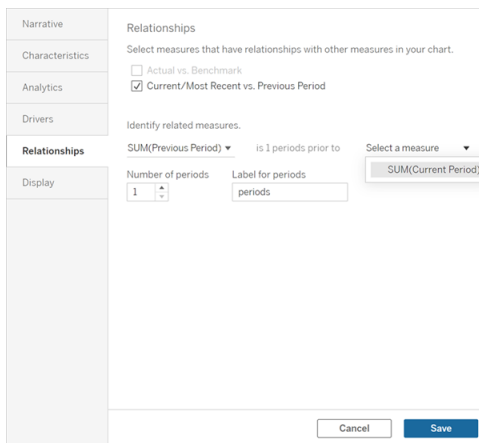 Narrative
Characteristics
Analytics
Drivers
Relationships
Display
Relationships
Select measures that have relationships with other measures in your chart.
Actual vs. Benchmark
Current/Most Recent vs. Previous Period
Identify related measures.
SUM(Previous Period) is 1 periods prior to Select a measure
SUM(Current Period)
Number of periods Label for periods
1 periods
Cancel Save